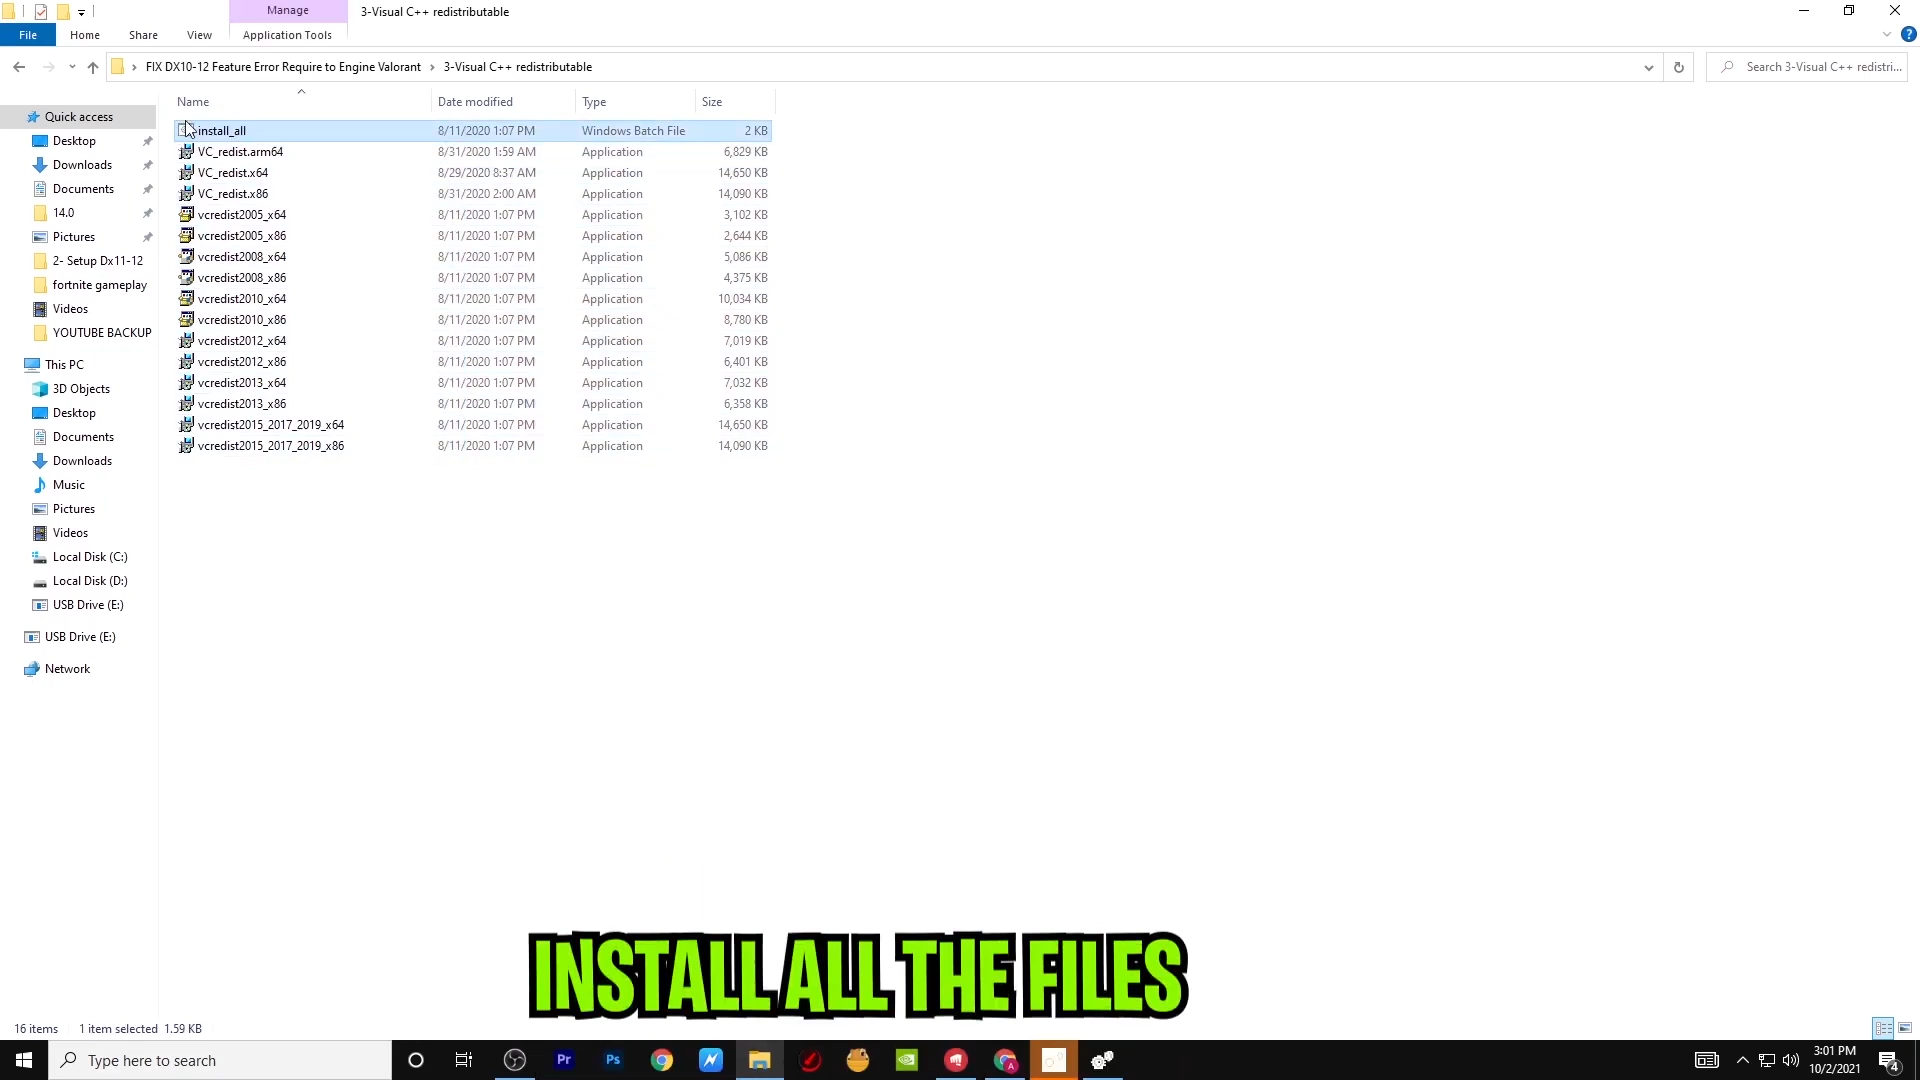 Manage
3-Visual C++ redistributable
File
Home
Share
View
Application Tools
?
› FIX DX10-12 Feature Error Require to Engine Valorant › 3-Visual C++ redistributable
Search 3-Visual C++ redistri...
Name
Date modified
Type
Size
Quick access
Desktop
Downloads
Documents
14.0
Pictures
2- Setup Dx11-12
fortnite gameplay
Videos
YOUTUBE BACKUP
This PC
3D Objects
Desktop
Documents
Downloads
Music
Pictures
Videos
Local Disk (C:)
Local Disk (D:)
USB Drive (E:)
USB Drive (E:)
Network
install_all 8/11/2020 1:07 PM Windows Batch File 2 KB
VC_redist.arm64 8/31/2020 1:59 AM Application 6,829 KB
VC_redist.x64 8/29/2020 8:37 AM Application 14,650 KB
VC_redist.x86 8/31/2020 2:00 AM Application 14,090 KB
vcredist2005_x64 8/11/2020 1:07 PM Application 3,102 KB
vcredist2005_x86 8/11/2020 1:07 PM Application 2,644 KB
vcredist2008_x64 8/11/2020 1:07 PM Application 5,086 KB
vcredist2008_x86 8/11/2020 1:07 PM Application 4,375 KB
vcredist2010_x64 8/11/2020 1:07 PM Application 10,034 KB
vcredist2010_x86 8/11/2020 1:07 PM Application 8,780 KB
vcredist2012_x64 8/11/2020 1:07 PM Application 7,019 KB
vcredist2012_x86 8/11/2020 1:07 PM Application 6,401 KB
vcredist2013_x64 8/11/2020 1:07 PM Application 7,032 KB
vcredist2013_x86 8/11/2020 1:07 PM Application 6,358 KB
vcredist2015_2017_2019_x64 8/11/2020 1:07 PM Application 14,650 KB
vcredist2015_2017_2019_x86 8/11/2020 1:07 PM Application 14,090 KB
INSTALL ALL THE FILES
16 items 1 item selected 1.59 KB
Type here to search
Pr
Ps
A
3:01 PM
10/2/2021
4